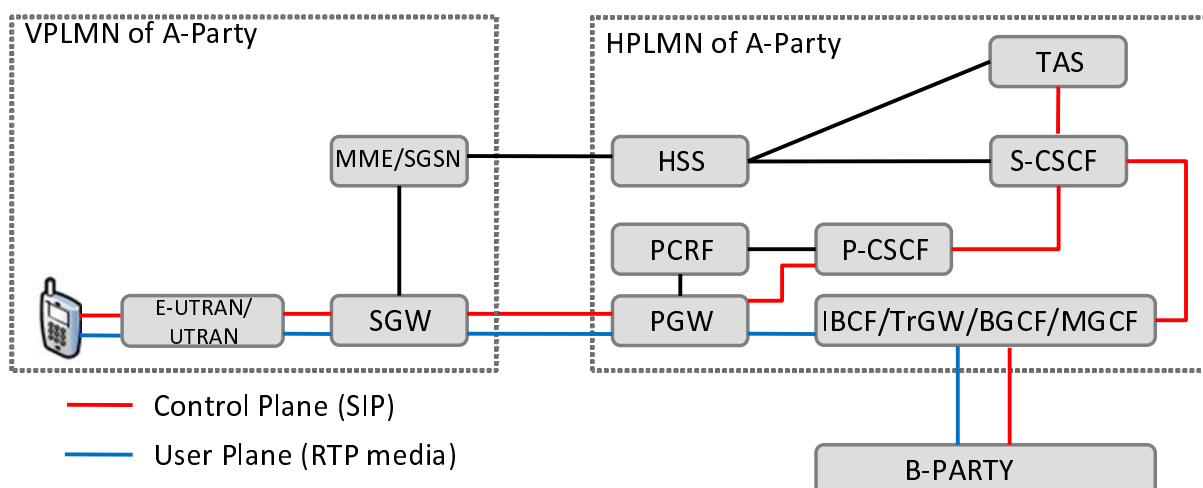 VPLMN of A-Party
HPLMN of A-Party
TAS
MME/SGSN
HSS
S-CSCF
PCRF
P-CSCF
E-UTRAN/
UTRAN
SGW
PGW
IBCF/TrGW/BGCF/MGCF
Control Plane (SIP)
User Plane (RTP media)
B-PARTY